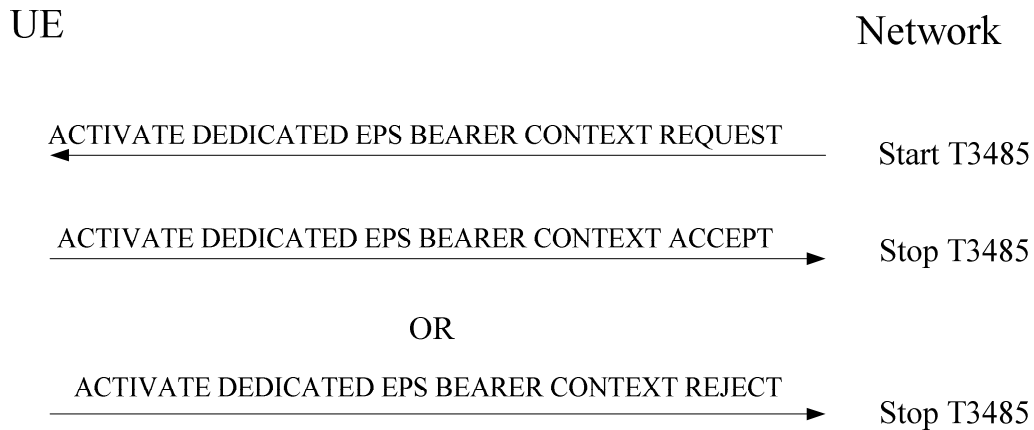 UE
Network
ACTIVATE DEDICATED EPS BEARER CONTEXT REQUEST
Start T3485
ACTIVATE DEDICATED EPS BEARER CONTEXT ACCEPT
Stop T3485
OR
ACTIVATE DEDICATED EPS BEARER CONTEXT REJECT
Stop T3485